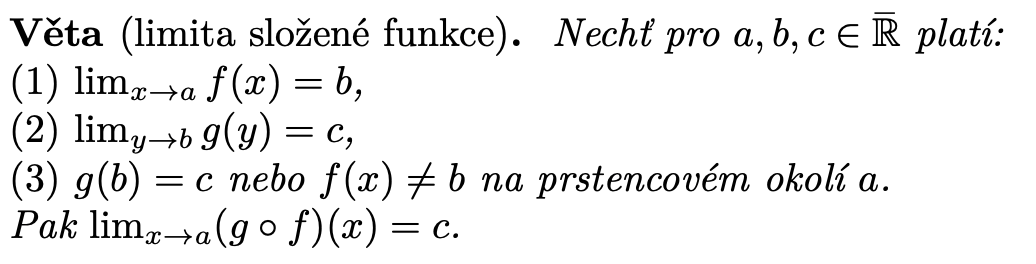 Věta (limita složené funkce). Nechť pro a, b, c ∈ ℝ̅ platí:
(1) lim_{x→a} f(x) = b,
(2) lim_{y→b} g(y) = c,
(3) g(b) = c nebo f(x) ≠ b na prstencovém okolí a.
Pak lim_{x→a}(g ∘ f)(x) = c.